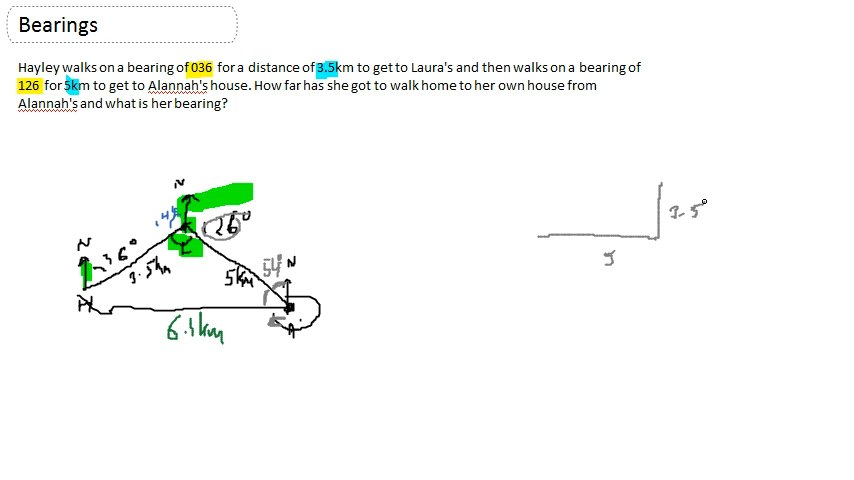 Bearings
Hayley walks on a bearing of 036 for a distance of 3.5km to get to Laura's and then walks on a bearing of
126 for 5km to get to Alannah's house. How far has she got to walk home to her own house from
Alannah's and what is her bearing?
N
126°
N
36°
3.5km
5km
54°
N
H
L
A
6.1km
3.5°
5